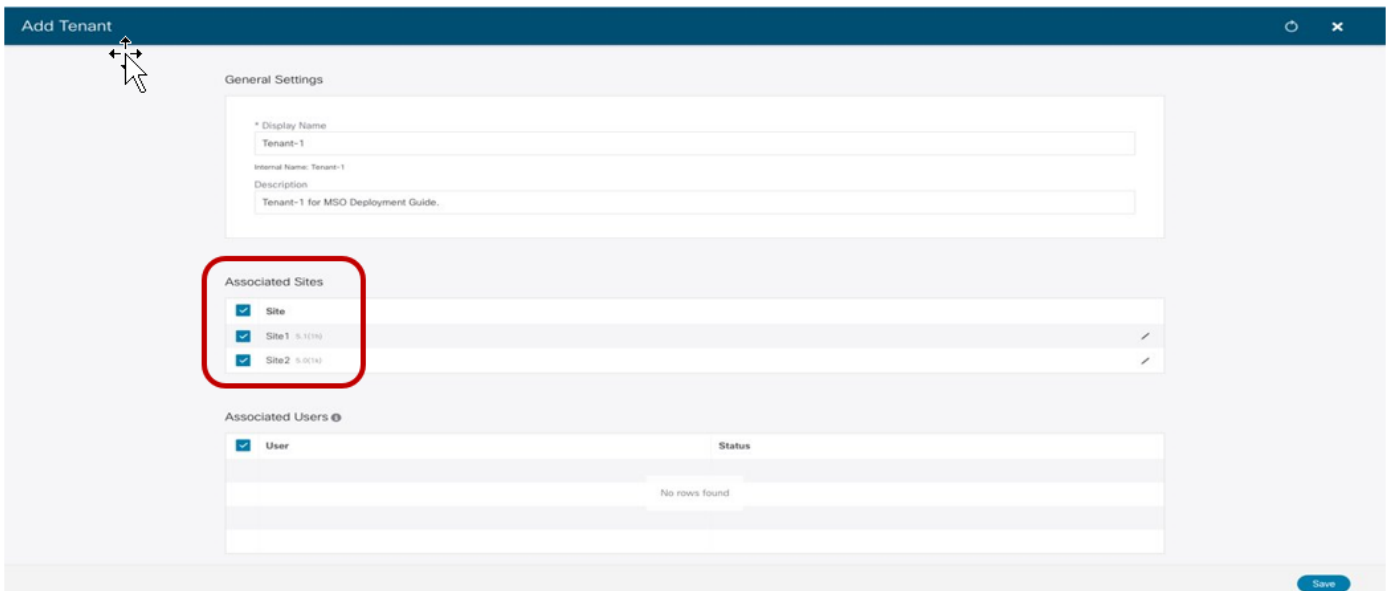 Add Tenant
General Settings
* Display Name
Tenant-1
Internal Name: Tenant-1
Description
Tenant-1 for MSO Deployment Guide.
Associated Sites
Site
Site1
Site2
Associated Users
User Status
No rows found
Save